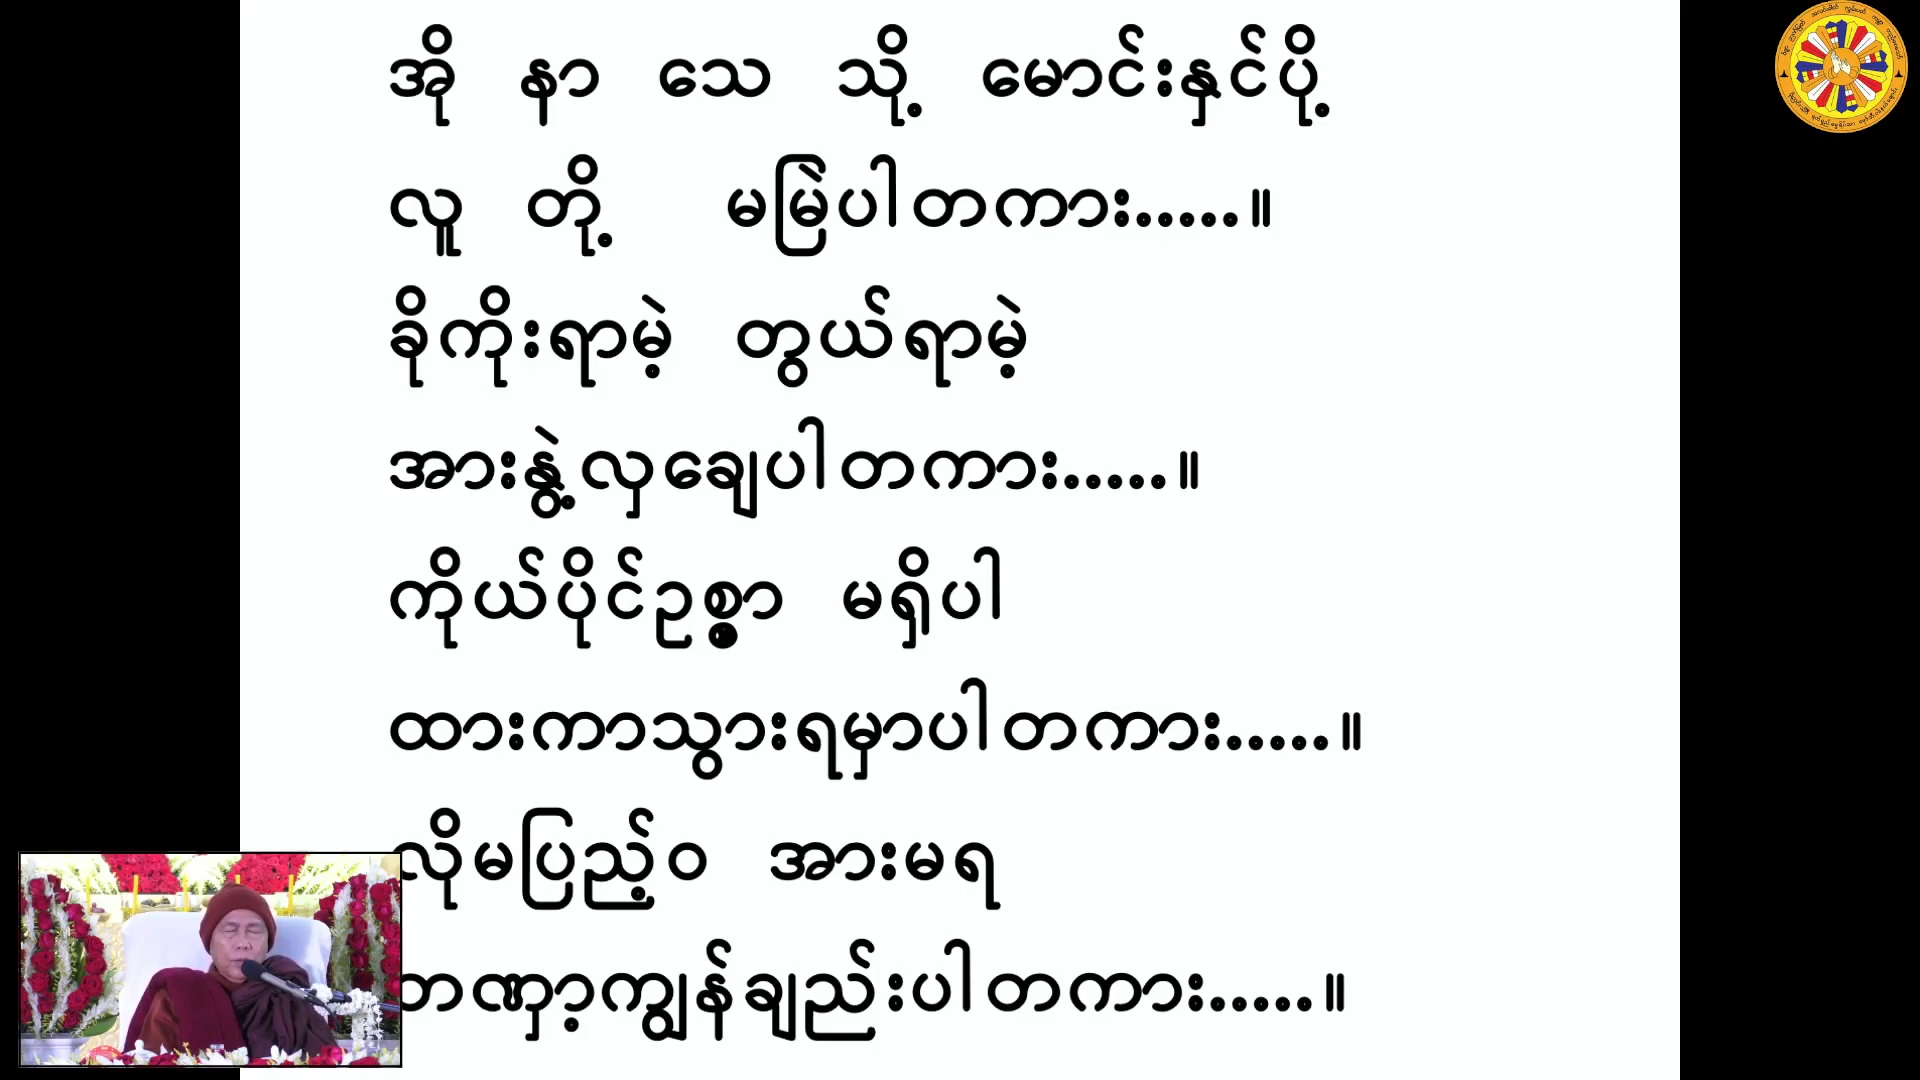 အို နာ သေ သို့ မောင်းနှင်ပို့
လူ တို့ မမြဲပါတကား.....။
ခိုကိုးရာမဲ့ တွယ်ရာမဲ့
အားနွဲ့လှချေပါတကား.....။
ကိုယ်ပိုင်ဥစ္စာ မရှိပါ
ထားကာသွားရမှာပါတကား.....။
လိုမပြည့်ဝ အားမရ
တဏှာ့ကျွန်ချည်းပါတကား.....။